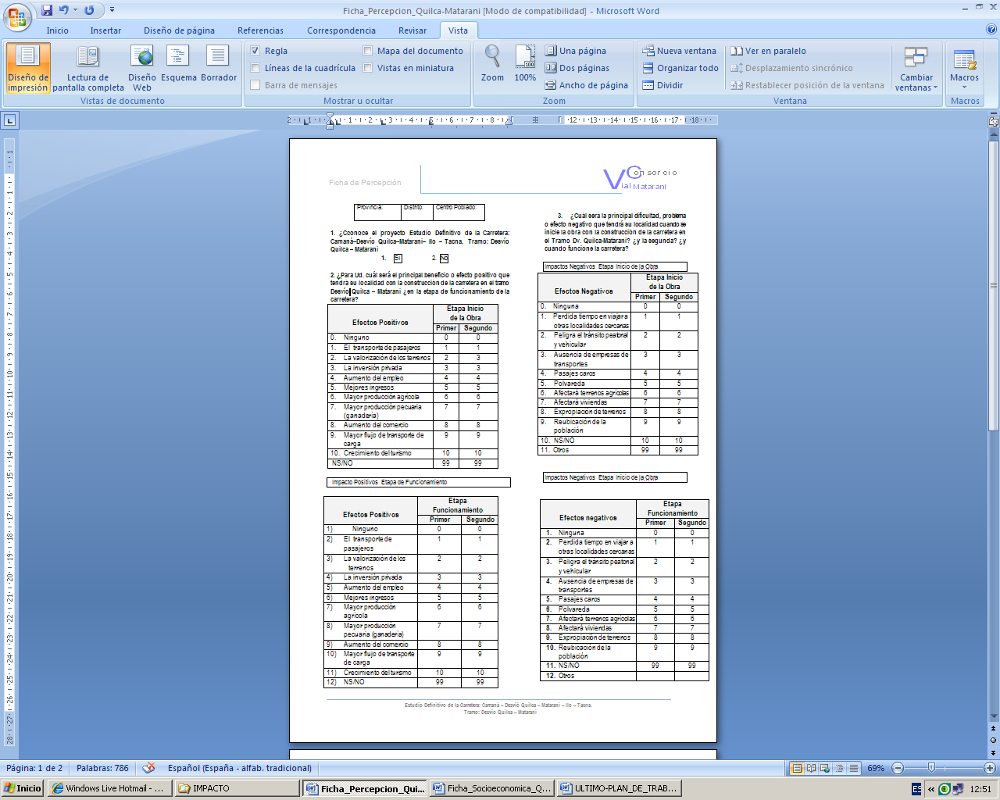 Ficha_Percepcion_Quilca-Matarani [Modo de compatibilidad] - Microsoft Word
Inicio Insertar Diseño de página Referencias Correspondencia Revisar Vista
Diseño de impresión
Lectura de pantalla completa
Diseño Web
Esquema
Borrador
Vistas de documento
Regla
Líneas de la cuadrícula
Barra de mensajes
Mapa del documento
Vistas en miniatura
Mostrar u ocultar
Zoom
100%
Una página
Dos páginas
Ancho de página
Zoom
Nueva ventana
Organizar todo
Dividir
Ver en paralelo
Desplazamiento sincrónico
Restablecer posición de la ventana
Cambiar ventanas
Ventana
Macros
Macros
Ficha de Percepción
VC onsorcio
ial Matarani
Provincia: Distrito: Centro Poblado:
1. ¿Cconoce el proyecto Estudio Definitivo de la Carretera:
Camaná–Desvío Quilca–Matarani– Ilo – Tacna, Tramo: Desvío
Quilca – Matarani
1. Si 2. No
2. ¿Para Ud. cuál será el principal beneficio o efecto positivo que
tendrá su localidad con la construcción de la carretera en el tramo
Desvío Quilca – Matarani ¿en la etapa de funcionamiento de la
carretera?
Efectos Positivos
Etapa Inicio
de la Obra
Primer Segundo
0. Ninguno 0 0
1. El transporte de pasajeros 1 1
2. La valorización de los terrenos 2 3
3. La inversión privada 3 3
4. Aumento del empleo 4 4
5. Mejores ingresos 5 5
6. Mayor producción agrícola 6 6
7. Mayor producción pecuaria 7 7
(ganadería)
8. Aumento del comercio 8 8
9. Mayor flujo de transporte de 9 9
carga
10. Crecimiento del turismo 10 10
NS/NO 99 99
Impacto Positivos Etapa de Funcionamiento
Efectos Positivos
Etapa
Funcionamiento
Primer Segundo
1) Ninguno 0 0
2) El transporte de 1 1
pasajeros
3) La valorización de los 2 2
terrenos
4) La inversión privada 3 3
5) Aumento del empleo 4 4
6) Mejores ingresos 5 5
7) Mayor producción 6 6
agrícola
8) Mayor producción 7 7
pecuaria (ganadería)
9) Aumento del comercio 8 8
10) Mayor flujo de transporte 9 9
de carga
11) Crecimiento del turismo 10 10
12) NS/NO 99 99
3. ¿Cuál será la principal dificultad, problema
o efecto negativo que tendrá su localidad cuando se
inicie la obra con la construcción de la carretera en
el Tramo Dv. Quilca-Matarani? ¿y la segunda? ¿y
cuando funcione la carretera?
Impactos Negativos Etapa Inicio de la Obra
Efectos Negativos
Etapa Inicio
de la Obra
Primer Segundo
0. Ninguna 0 0
1. Perdida tiempo en viajar a 1 1
otras localidades cercanas
2. Peligra el tránsito peatonal 2 2
y vehicular
3. Ausencia de empresas de 3 3
transportes
4. Pasajes caros 4 4
5. Polvareda 5 5
6. Afectará terrenos agrícolas 6 6
7. Afectará viviendas 7 7
8. Expropiación de terrenos 8 8
9. Reubicación de la 9 9
población
10. NS/NO 10 10
11. Otros 99 99
Impactos Negativos Etapa Inicio de la Obra
Efectos negativos
Etapa
Funcionamiento
Primer Segundo
1. Ninguna 0 0
2. Perdida tiempo en viajar a 1 1
otras localidades cercanas
3. Peligra el tránsito peatonal 2 2
y vehicular
4. Ausencia de empresas de 3 3
transportes
5. Pasajes caros 4 4
6. Polvareda 5 5
7. Afectará terrenos agrícolas 6 6
8. Afectará viviendas 7 7
9. Expropiación de terrenos 8 8
10. Reubicación de la 9 9
población
11. NS/NO 99 99
12. Otros
Estudio Definitivo de la Carretera: Camaná – Desvió Quilca – Matarani – Ilo – Tacna.
Tramo: Desvio Quilca – Matarani
Página: 1 de 2 Palabras: 786 Español (España - alfab. tradicional) 69%
Inicio Windows Live Hotmail - ... IMPACTO Ficha_Percepcion_Qui... Ficha_Socioeconomica_Q... ULTIMO-PLAN_DE_TRAB... ES 12:51